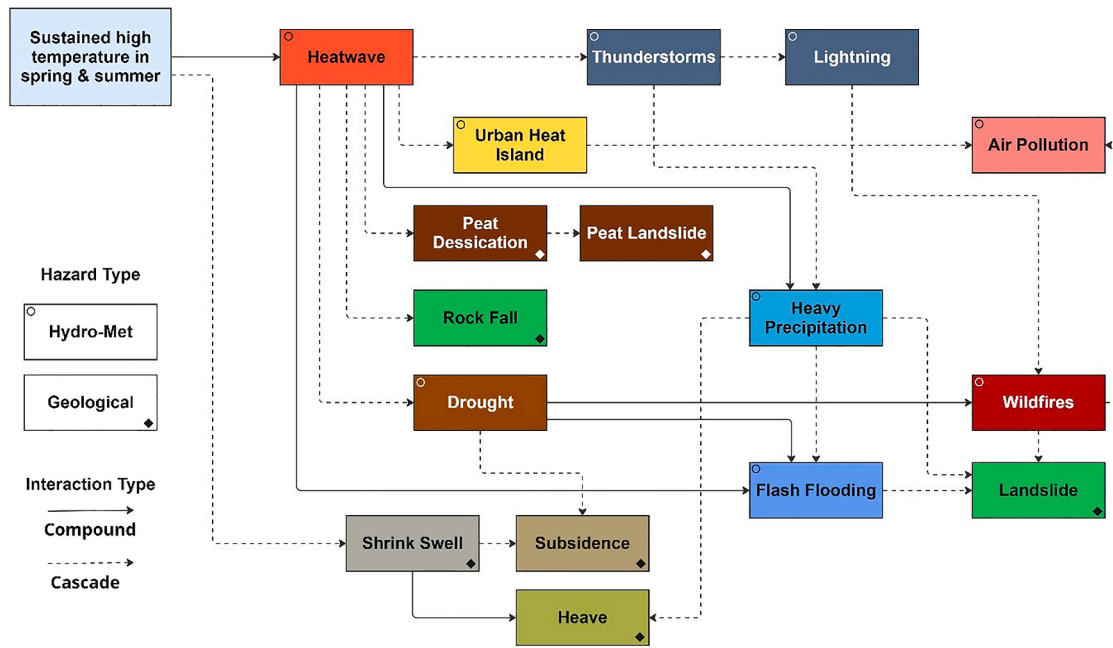 Sustained high
temperature in
spring & summer
Heatwave
Thunderstorms
Lightning
Urban Heat
Island
Air Pollution
Peat
Dessication
Peat Landslide
Hazard Type
Hydro-Met
Geological
Rock Fall
Heavy
Precipitation
Drought
Wildfires
Interaction Type
Compound
Cascade
Flash Flooding
Landslide
Shrink Swell
Subsidence
Heave